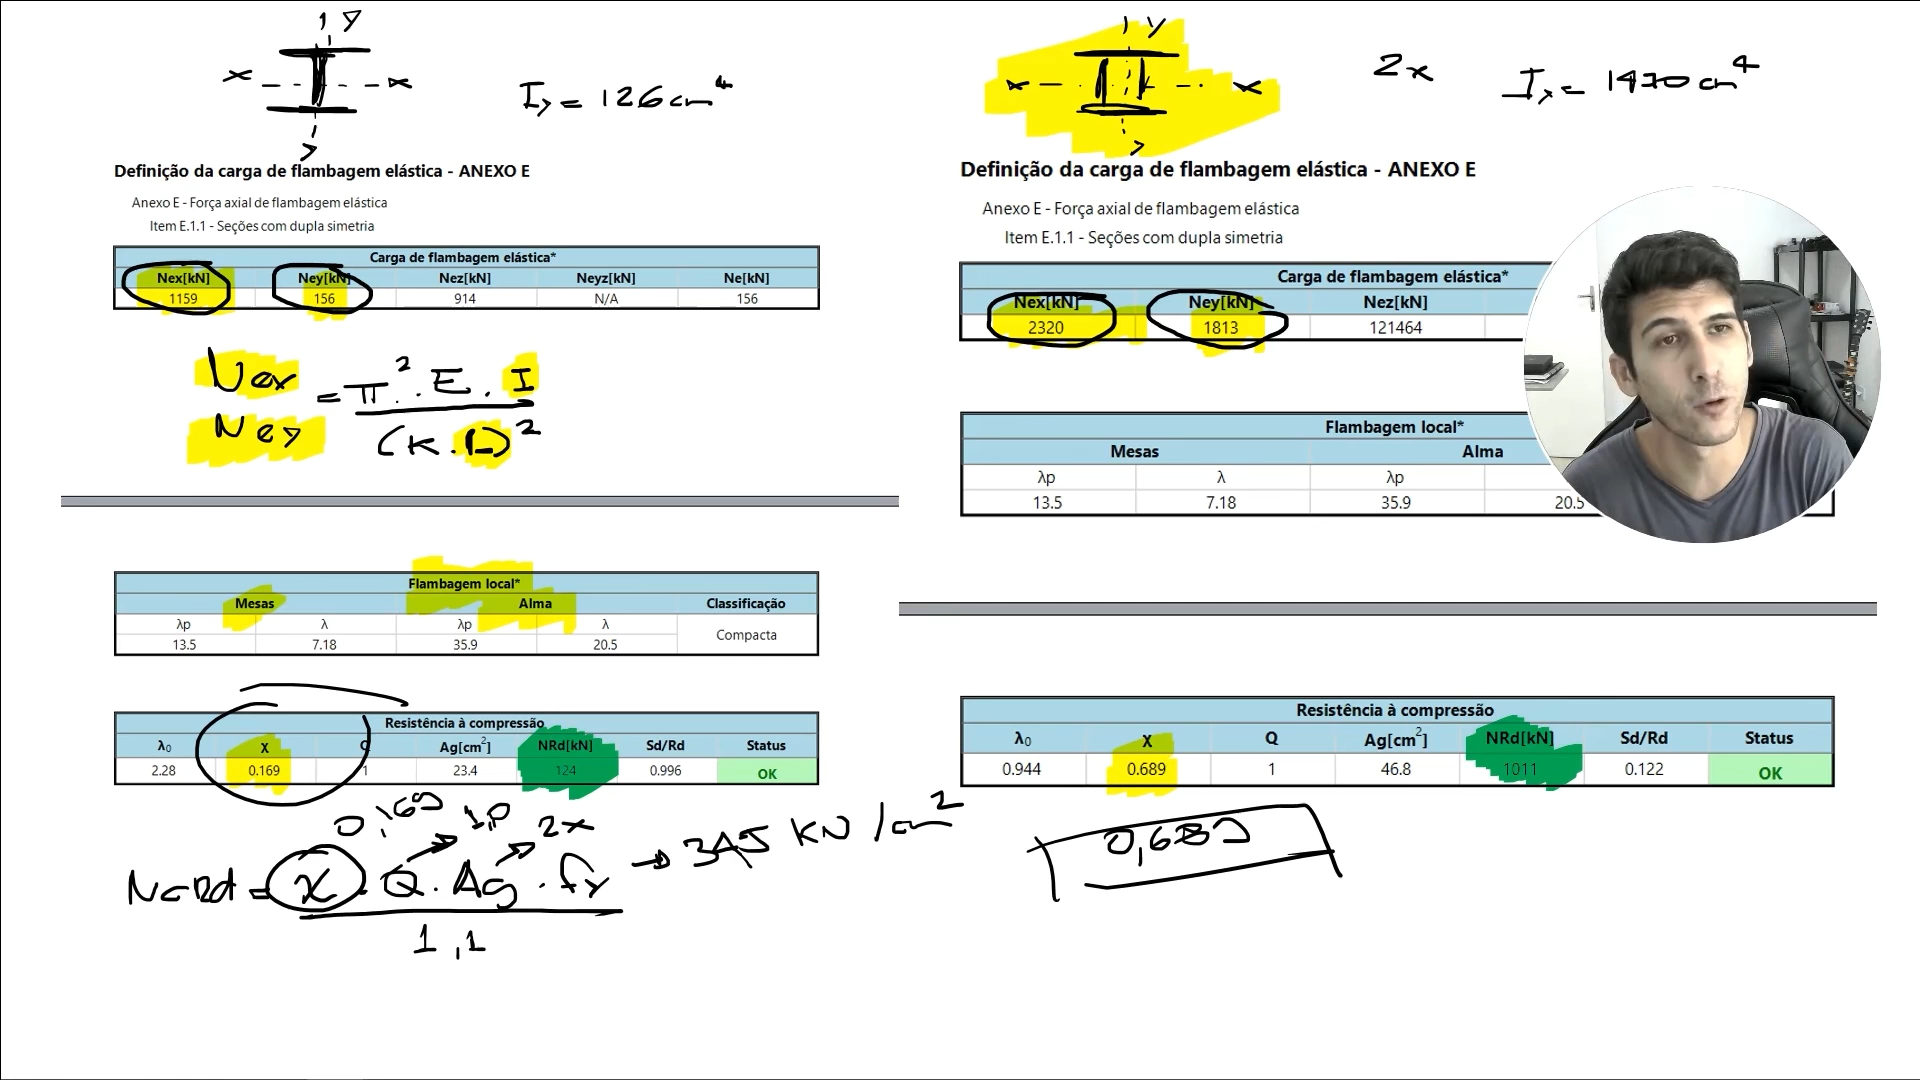 y
x x
y
Iy = 126 cm⁴
Definição da carga de flambagem elástica - ANEXO E
Anexo E - Força axial de flambagem elástica
Item E.1.1 - Seções com dupla simetria
Carga de flambagem elástica*
Nex[kN] Ney[kN] Nez[kN] Neyz[kN] Ne[kN]
1159 156 914 N/A 156
Nex
Ney
= π² . E . I
(K . L)²
Flambagem local*
Mesas Alma Classificação
λp λ λp λ
13.5 7.18 35.9 20.5 Compacta
Resistência à compressão
λ₀ X Q Ag[cm²] NRd[kN] Sd/Rd Status
2.28 0.169 1 23.4 124 0.996 OK
0,169 1,0 2x
NcRd = X . Q . Ag . fy → 34,5 KN/cm²
1,1
y
x x
y
2x
Iy = 1470 cm⁴
Definição da carga de flambagem elástica - ANEXO E
Anexo E - Força axial de flambagem elástica
Item E.1.1 - Seções com dupla simetria
Carga de flambagem elástica*
Nex[kN] Ney[kN] Nez[kN]
2320 1813 121464
Flambagem local*
Mesas Alma
λp λ λp
13.5 7.18 35.9 20.5
Resistência à compressão
λ₀ X Q Ag[cm²] NRd[kN] Sd/Rd Status
0.944 0.689 1 46.8 1011 0.122 OK
0,689